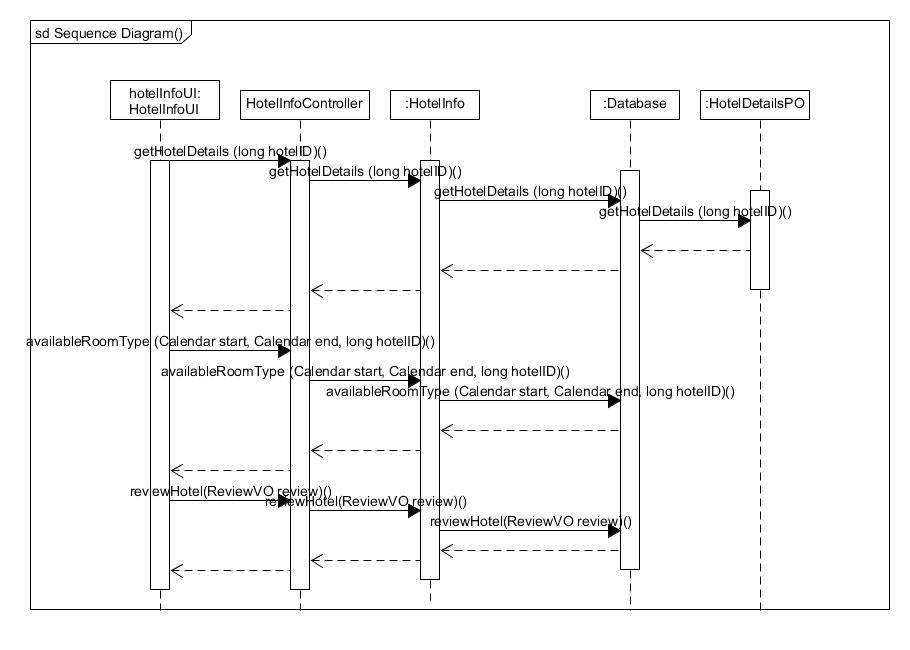 sd Sequence Diagram()
hotelInfoUI:
HotelInfoUI
HotelInfoController
:HotelInfo
:Database
:HotelDetailsPO
getHotelDetails (long hotelID)()
getHotelDetails (long hotelID)()
getHotelDetails (long hotelID)()
getHotelDetails (long hotelID)()
availableRoomType (Calendar start, Calendar end, long hotelID)()
availableRoomType (Calendar start, Calendar end, long hotelID)()
availableRoomType (Calendar start, Calendar end, long hotelID)()
reviewHotel(ReviewVO review)()
reviewHotel(ReviewVO review)()
reviewHotel(ReviewVO review)()